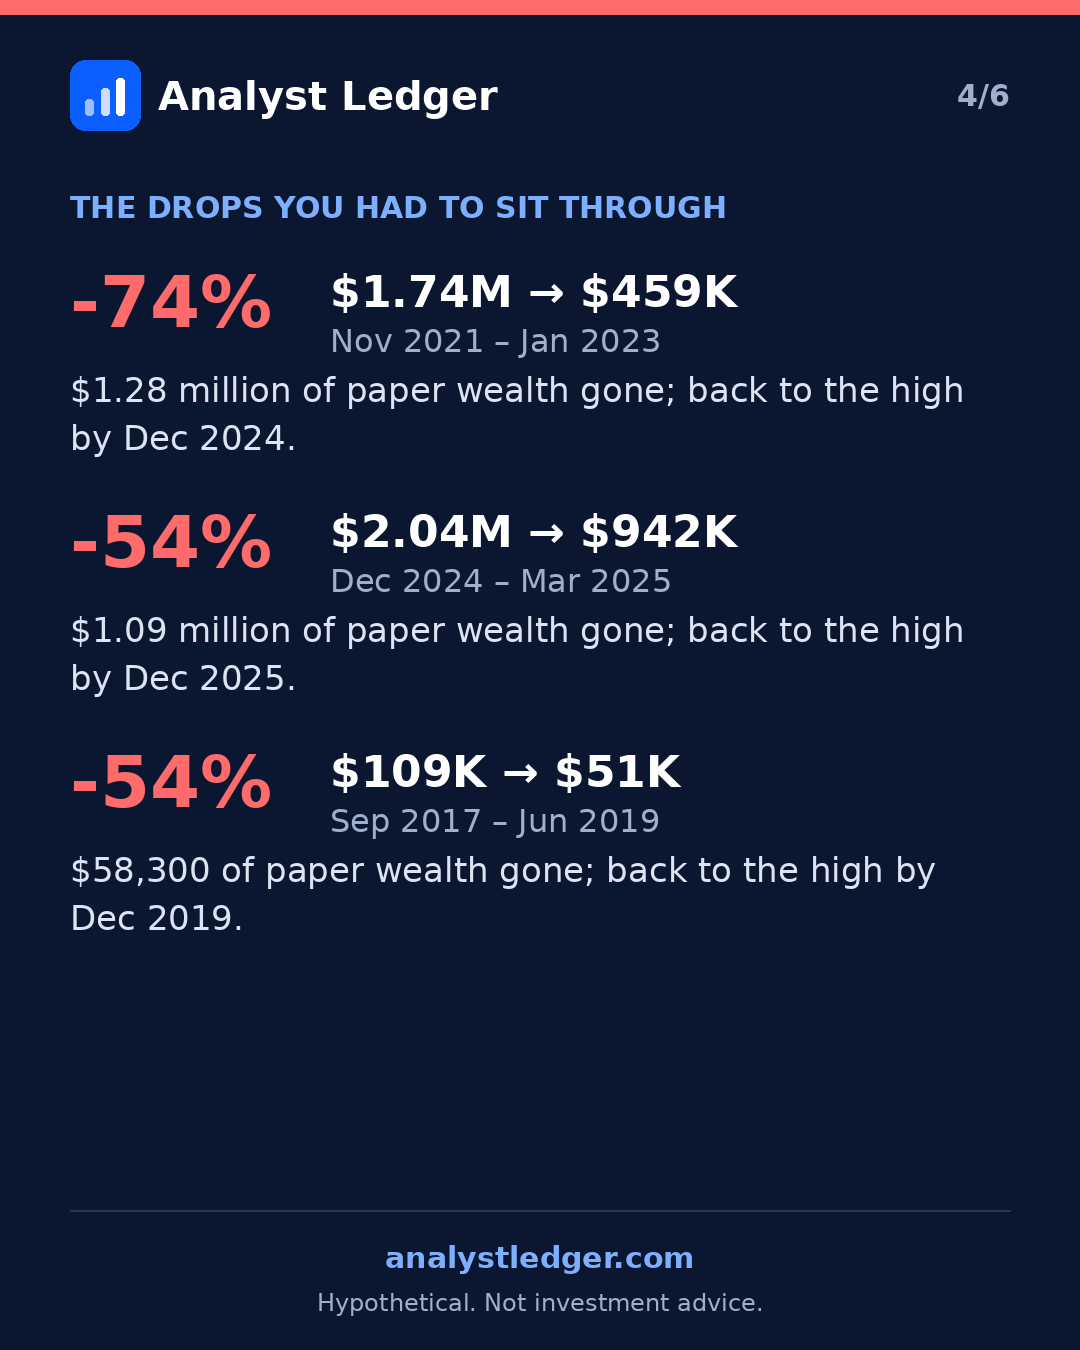 Analyst Ledger
4/6
THE DROPS YOU HAD TO SIT THROUGH
-74%
$1.74M → $459K
Nov 2021 – Jan 2023
$1.28 million of paper wealth gone; back to the high
by Dec 2024.
-54%
$2.04M → $942K
Dec 2024 – Mar 2025
$1.09 million of paper wealth gone; back to the high
by Dec 2025.
-54%
$109K → $51K
Sep 2017 – Jun 2019
$58,300 of paper wealth gone; back to the high by
Dec 2019.
analystledger.com
Hypothetical. Not investment advice.